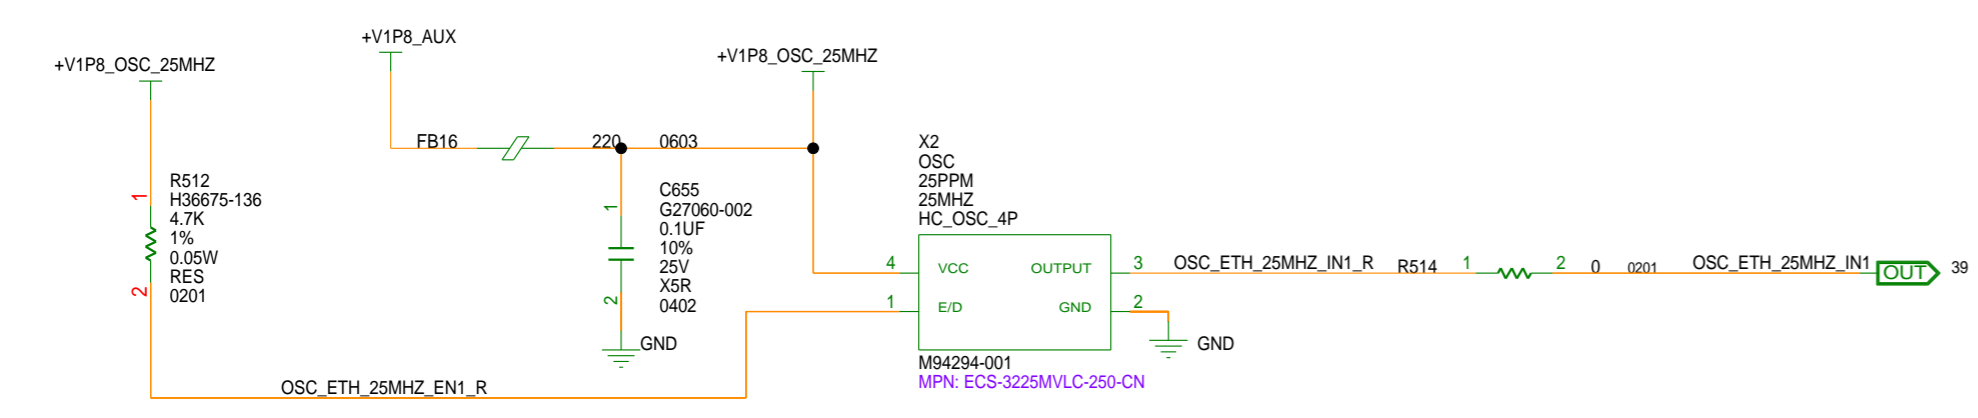 +V1P8_OSC_25MHZ
+V1P8_AUX
+V1P8_OSC_25MHZ
FB16
220
0603
1
R512
H36675-136
4.7K
1%
0.05W
RES
0201
2
1
C655
G27060-002
0.1UF
10%
25V
X5R
0402
2
GND
X2
OSC
25PPM
25MHZ
HC_OSC_4P
4 VCC OUTPUT 3
1 E/D GND 2
M94294-001
MPN: ECS-3225MVLC-250-CN
GND
OSC_ETH_25MHZ_IN1_R
R514
1
2
0
0201
OSC_ETH_25MHZ_IN1
OUT
39
OSC_ETH_25MHZ_EN1_R